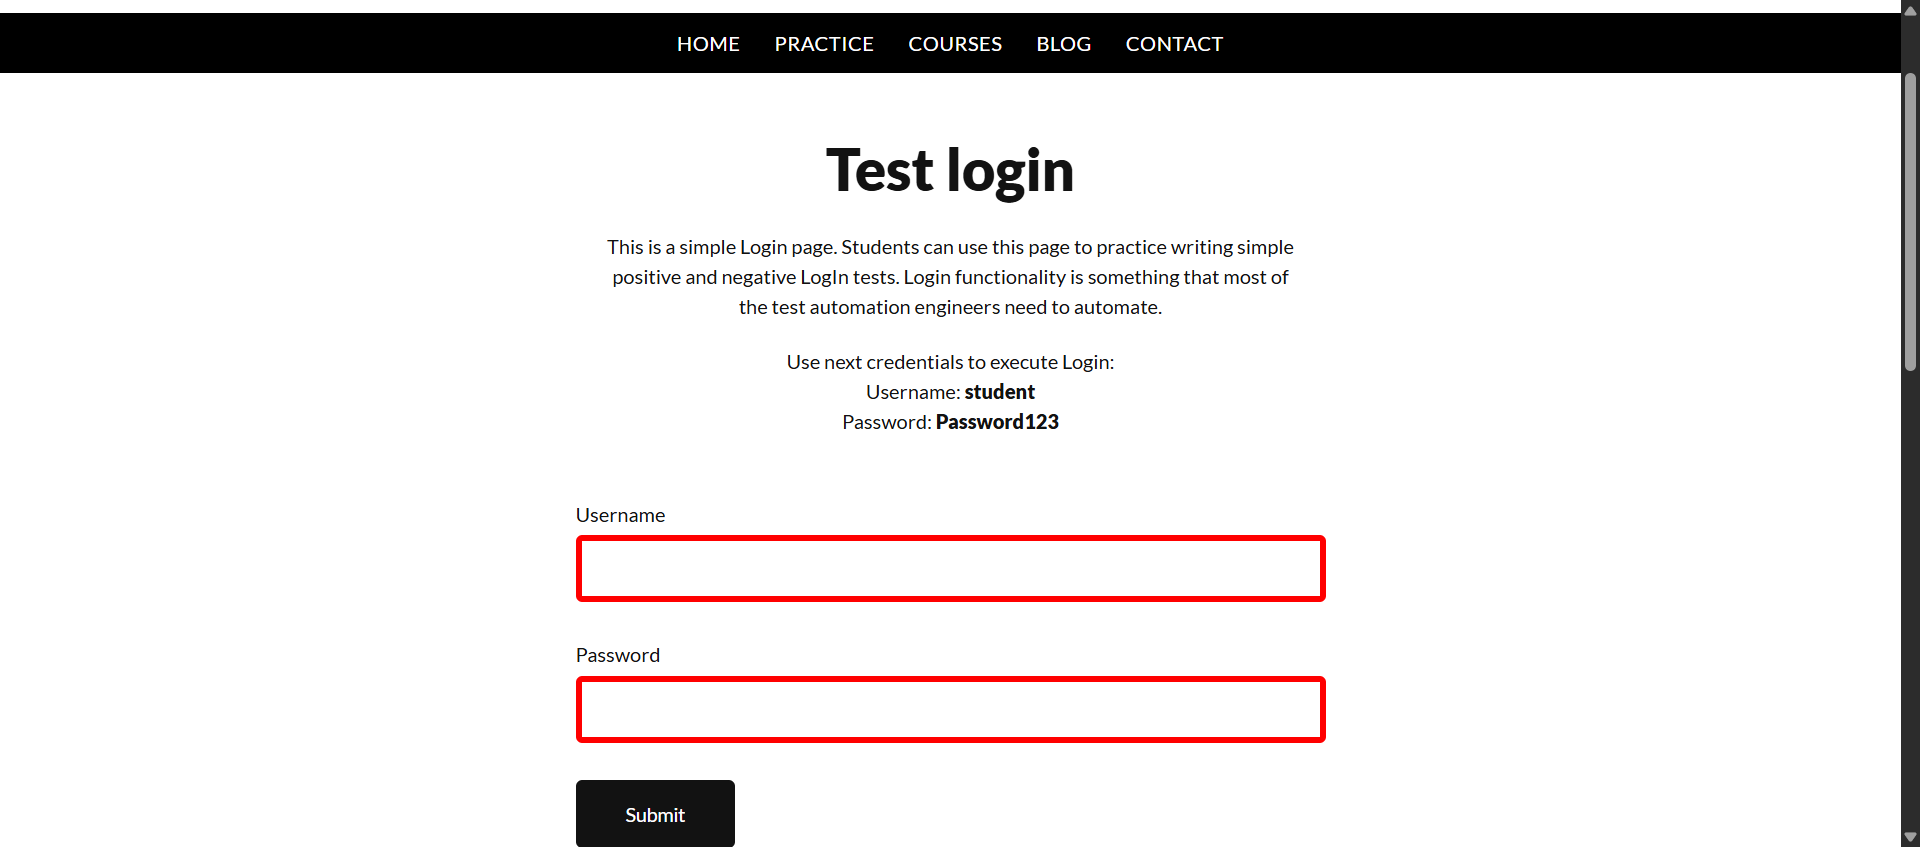 HOME PRACTICE COURSES BLOG CONTACT
Test login
This is a simple Login page. Students can use this page to practice writing simple
positive and negative LogIn tests. Login functionality is something that most of
the test automation engineers need to automate.
Use next credentials to execute Login:
Username: student
Password: Password123
Username
Password
Submit